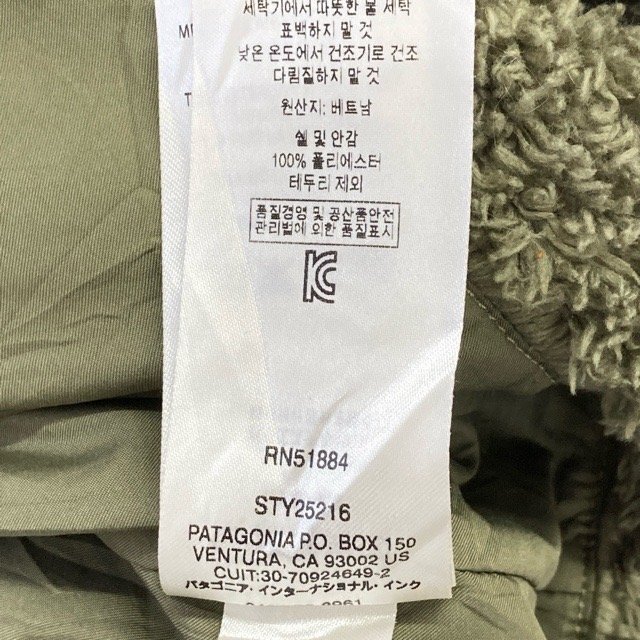 세탁기에서 따뜻한 물 세탁
표백하지 말 것
낮은 온도에서 건조기로 건조
다림질하지 말 것
원산지: 베트남
쉘 및 안감
100% 폴리에스터
테두리 제외
품질경영 및 공산품안전
관리법에 의한 품질표시
RN51884
STY25216
PATAGONIA P.O. BOX 150
VENTURA, CA 93002 US
CUIT:30-70924649-2
パタゴニア・インターナショナル・インク